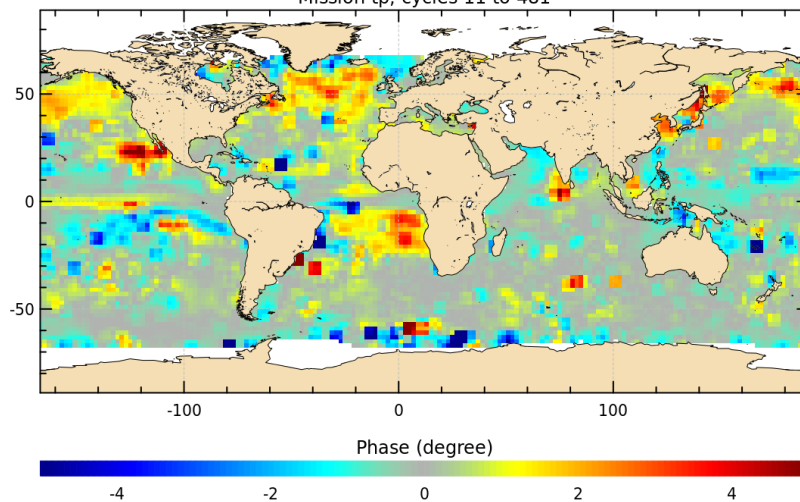 Mission tp, cycles 11 to 481
50
0
-50
-100 0 100
Phase (degree)
-4 -2 0 2 4